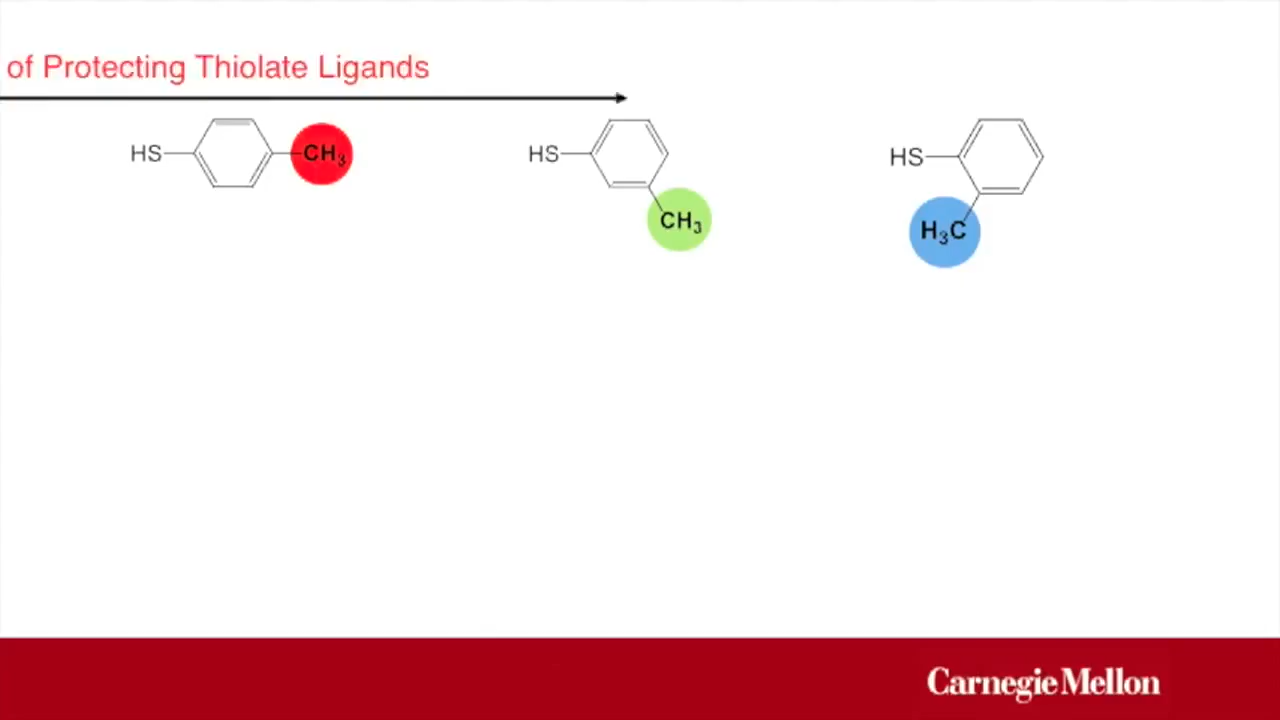 of Protecting Thiolate Ligands
HS
CH₃
HS
CH₃
HS
H₃C
Carnegie Mellon